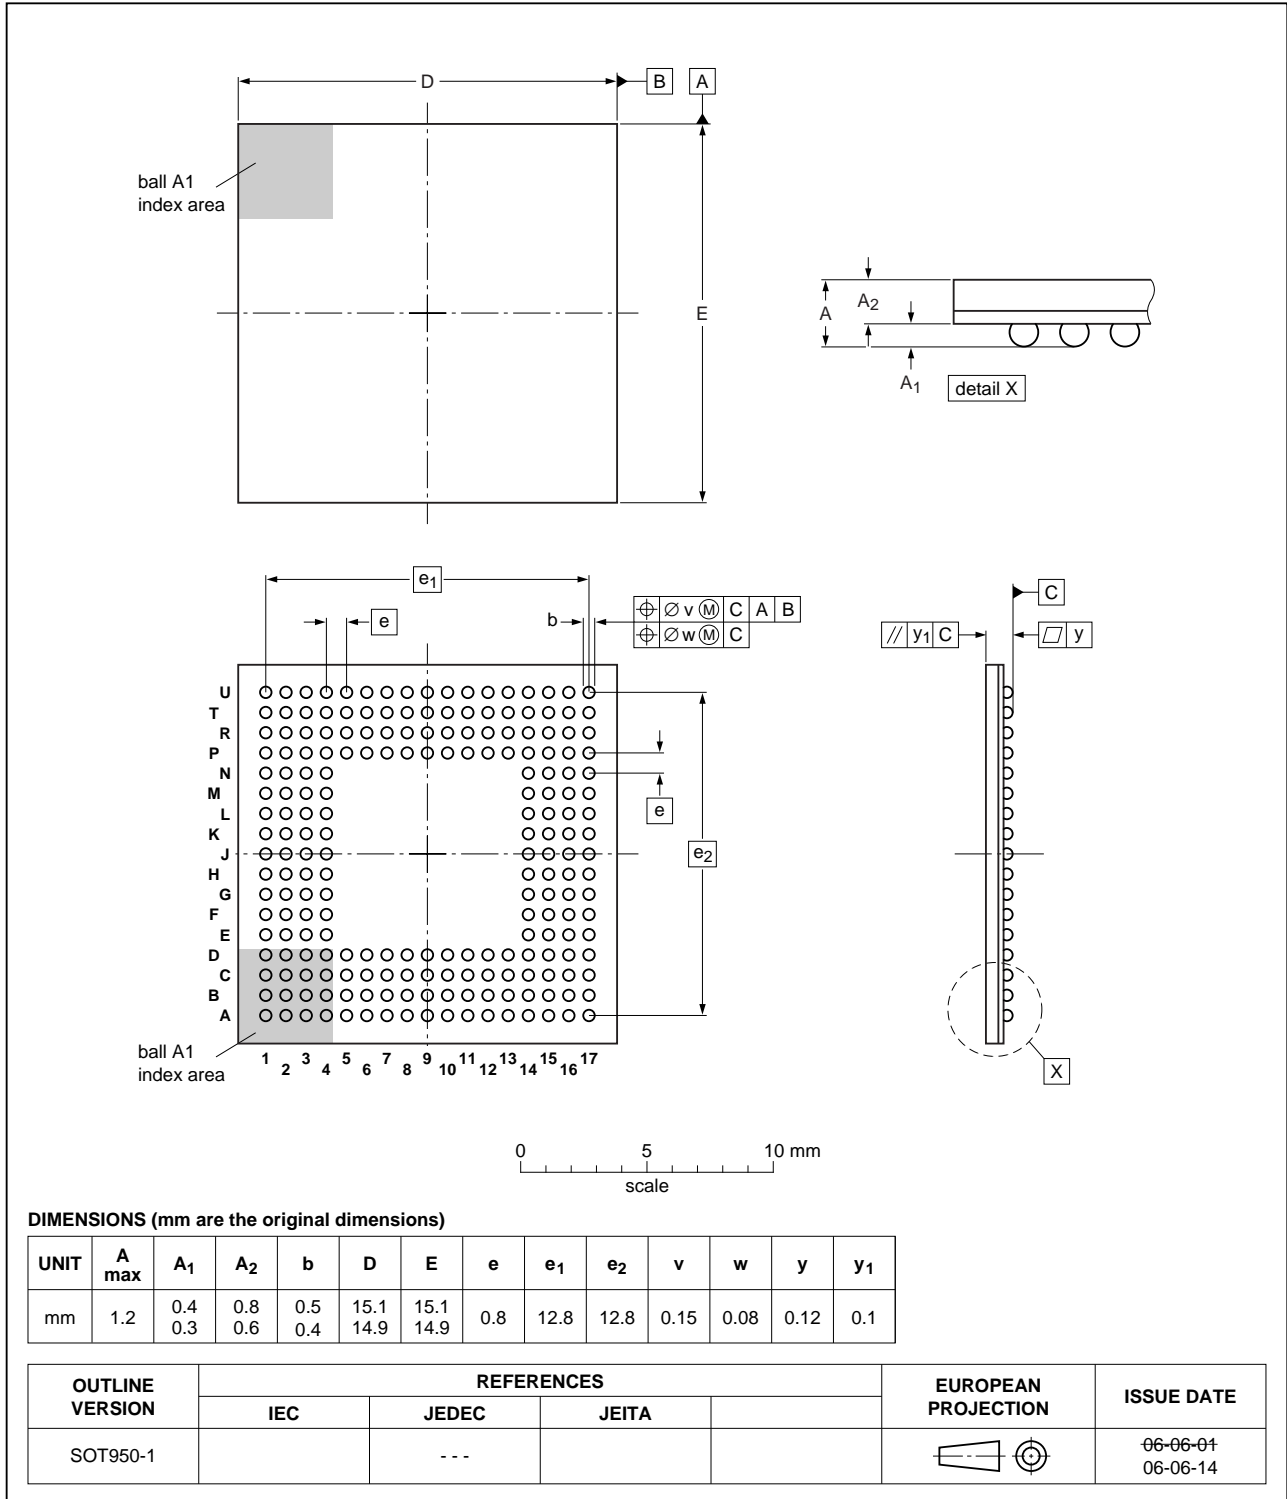 D
B A
ball A1
index area
E
A
A2
A1
detail X
e1
e
b
⌖ ∅ v Ⓜ C A B
⌖ ∅ w Ⓜ C
C
// y1 C
▱ y
U
T
R
P
N
M
L
K
J
H
G
F
E
D
C
B
A
e
e2
ball A1
index area
1 2 3 4 5 6 7 8 9 10 11 12 13 14 15 16 17
X
0 5 10 mm
scale
DIMENSIONS (mm are the original dimensions)
UNIT A max A1 A2 b D E e e1 e2 v w y y1
mm 1.2 0.4 0.3 0.8 0.6 0.5 0.4 15.1 14.9 15.1 14.9 0.8 12.8 12.8 0.15 0.08 0.12 0.1
OUTLINE VERSION REFERENCES EUROPEAN PROJECTION ISSUE DATE
IEC JEDEC JEITA
SOT950-1 - - - 06-06-01
06-06-14